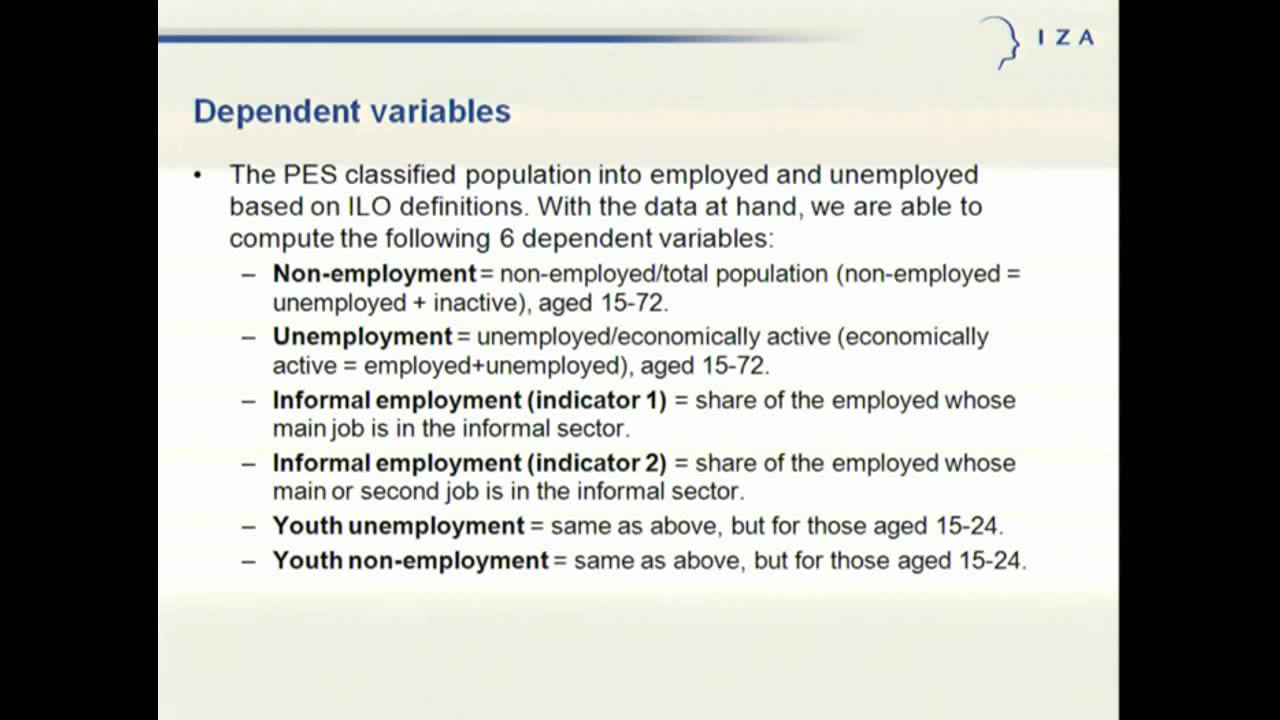 IZA
Dependent variables
• The PES classified population into employed and unemployed
based on ILO definitions. With the data at hand, we are able to
compute the following 6 dependent variables:
– Non-employment = non-employed/total population (non-employed =
unemployed + inactive), aged 15-72.
– Unemployment = unemployed/economically active (economically
active = employed+unemployed), aged 15-72.
– Informal employment (indicator 1) = share of the employed whose
main job is in the informal sector.
– Informal employment (indicator 2) = share of the employed whose
main or second job is in the informal sector.
– Youth unemployment = same as above, but for those aged 15-24.
– Youth non-employment = same as above, but for those aged 15-24.